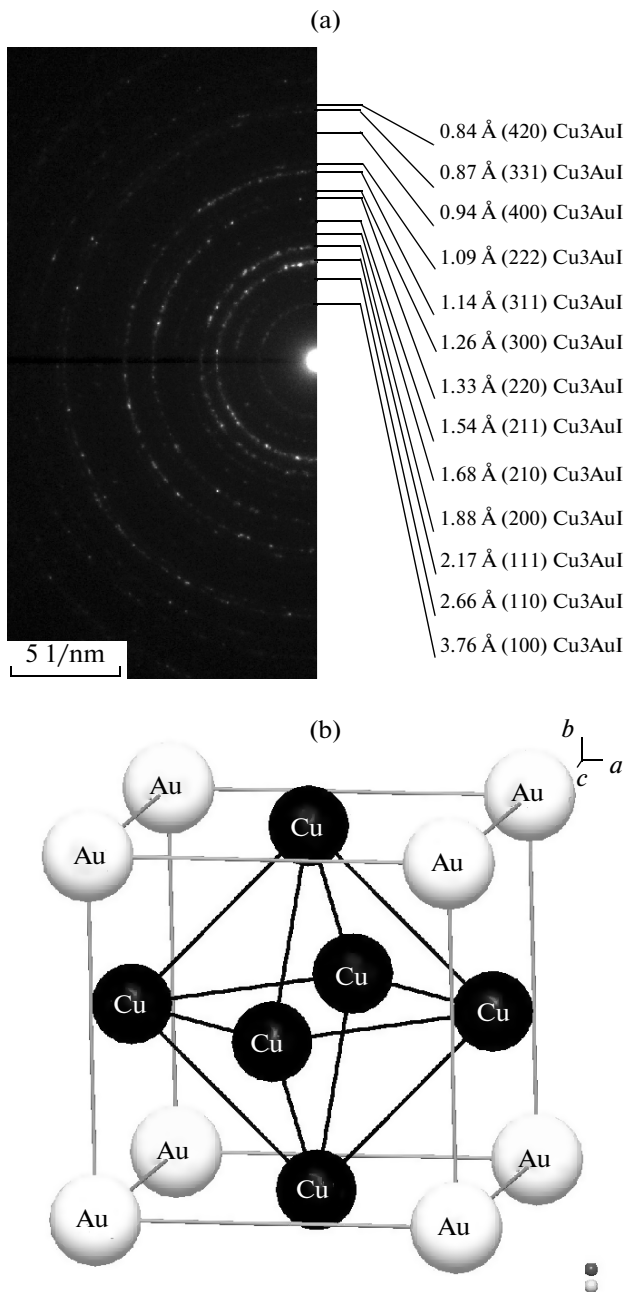 (a)
0.84 Å (420) Cu3AuI
0.87 Å (331) Cu3AuI
0.94 Å (400) Cu3AuI
1.09 Å (222) Cu3AuI
1.14 Å (311) Cu3AuI
1.26 Å (300) Cu3AuI
1.33 Å (220) Cu3AuI
1.54 Å (211) Cu3AuI
1.68 Å (210) Cu3AuI
1.88 Å (200) Cu3AuI
2.17 Å (111) Cu3AuI
2.66 Å (110) Cu3AuI
3.76 Å (100) Cu3AuI
5 1/nm
(b)
b
a
c
Au
Au
Cu
Au
Au
Cu
Cu
Cu
Cu
Au
Au
Cu
Au
Au